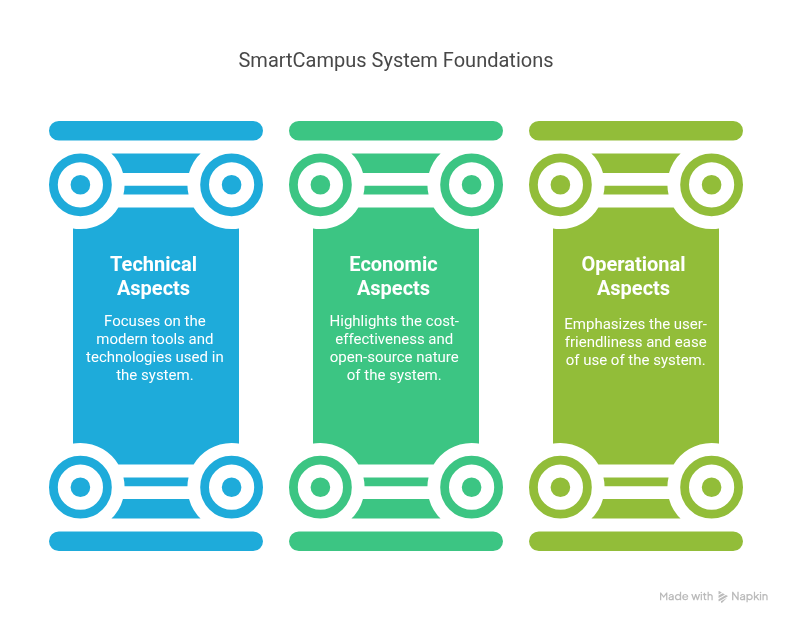 SmartCampus System Foundations
Technical
Aspects
Focuses on the
modern tools and
technologies used in
the system.
Economic
Aspects
Highlights the cost-
effectiveness and
open-source nature
of the system.
Operational
Aspects
Emphasizes the user-
friendliness and ease
of use of the system.
Made with Napkin